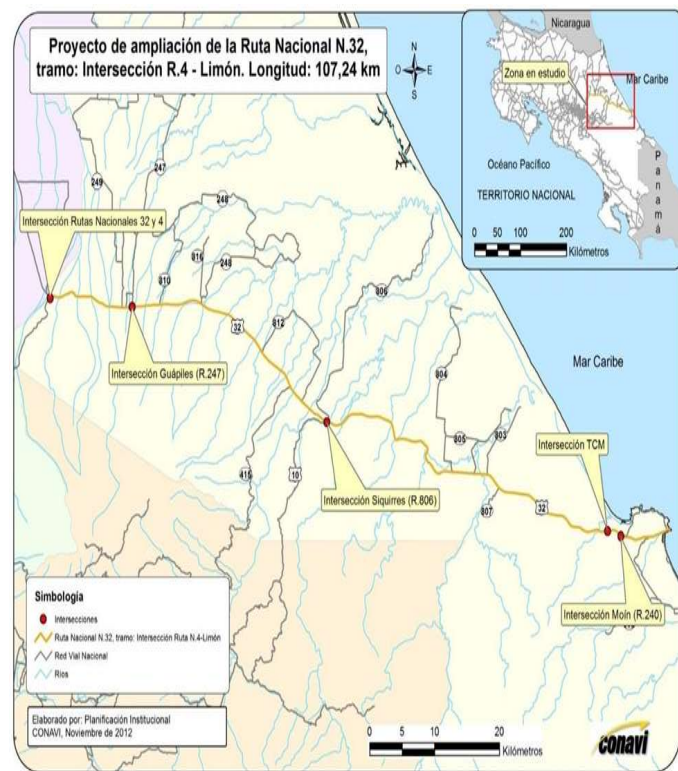 Proyecto de ampliación de la Ruta Nacional N.32,
tramo: Intersección R.4 - Limón. Longitud: 107,24 km
N
O
E
S
Nicaragua
Zona en estudio
Mar Caribe
Océano Pacífico
Panamá
TERRITORIO NACIONAL
0 50 100 200
Kilómetros
247
249
248
Intersección Rutas Nacionales 32 y 4
816
248
810
806
32
812
Mar Caribe
Intersección Guápiles (R.247)
804
805
803
Intersección TCM
415
10
Intersección Siquirres (R.806)
807
32
Intersección Moín (R.240)
Simbología
Intersecciones
Ruta Nacional N.32, tramo: Intersección Ruta N.4-Limón
Red Vial Nacional
Ríos
Elaborado por: Planificación Institucional
CONAVI, Noviembre de 2012
0 5 10 20
Kilómetros
conavi